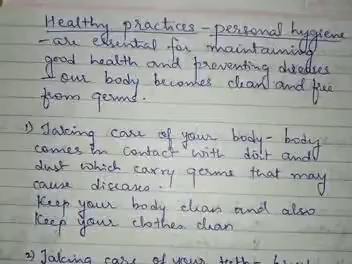 Healthy practices - personal hygiene
- are essential for maintaining
good health and preventing diseases
- our body becomes clean and free
from germs.
1) Taking care of your body - body
comes in contact with dirt and
dust which carry germs that may
cause diseases.
Keep your body clean and also
Keep your clothes clean
2) Taking care of your teeth -